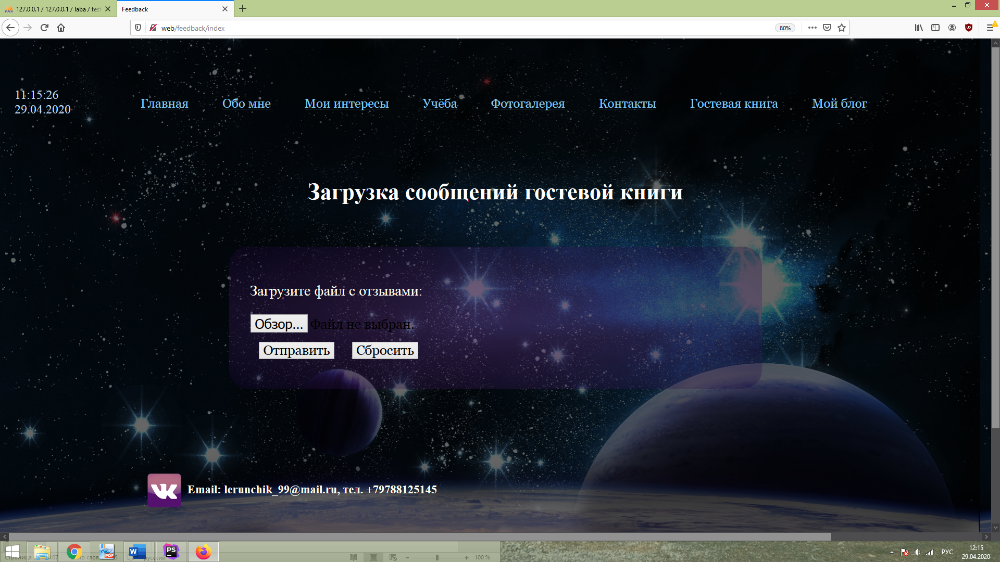 127.0.0.1 / 127.0.0.1 / laba / test
Feedback
web/feedback/index
80%
11:15:26
29.04.2020
Главная
Обо мне
Мои интересы
Учёба
Фотогалерея
Контакты
Гостевая книга
Мой блог
Загрузка сообщений гостевой книги
Загрузите файл с отзывами:
Обзор... Файл не выбран.
Отправить
Сбросить
Email: lerunchik_99@mail.ru, тел. +79788125145
100 %
РУС
12:15
29.04.2020